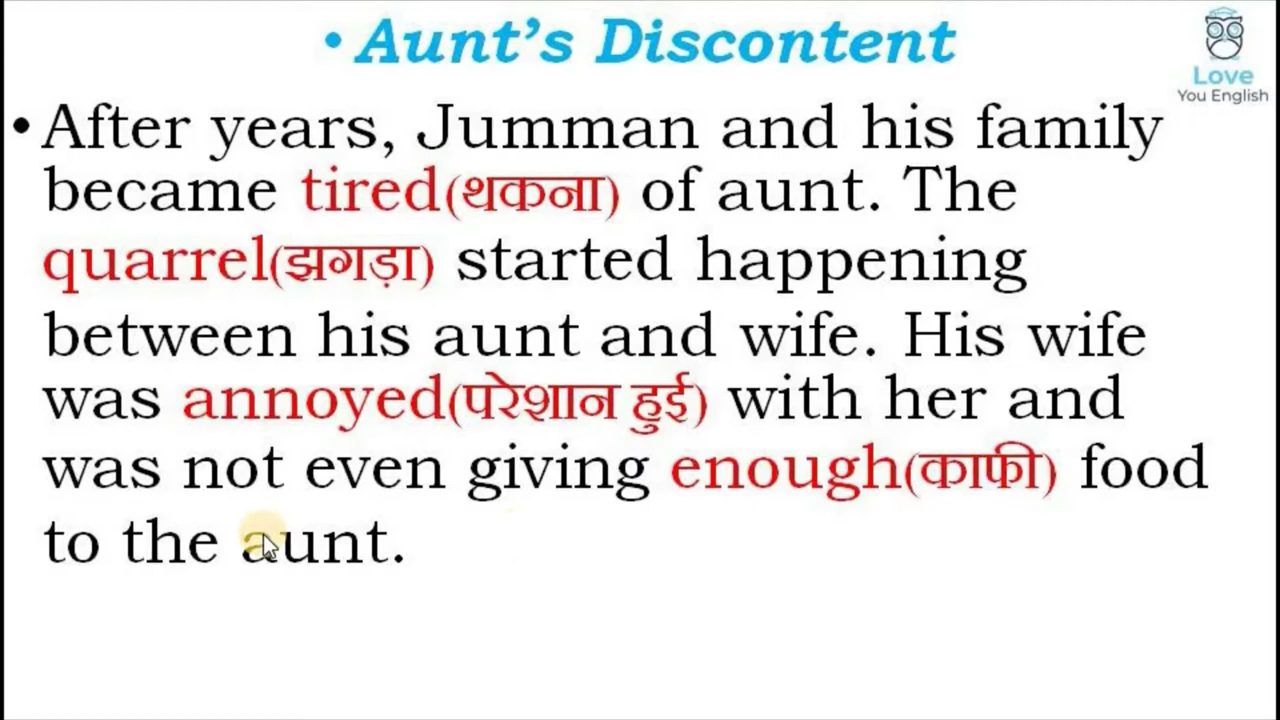 • Aunt's Discontent
Love
You English
• After years, Jumman and his family
became tired(थकना) of aunt. The
quarrel(झगड़ा) started happening
between his aunt and wife. His wife
was annoyed(परेशान हुई) with her and
was not even giving enough(काफी) food
to the aunt.